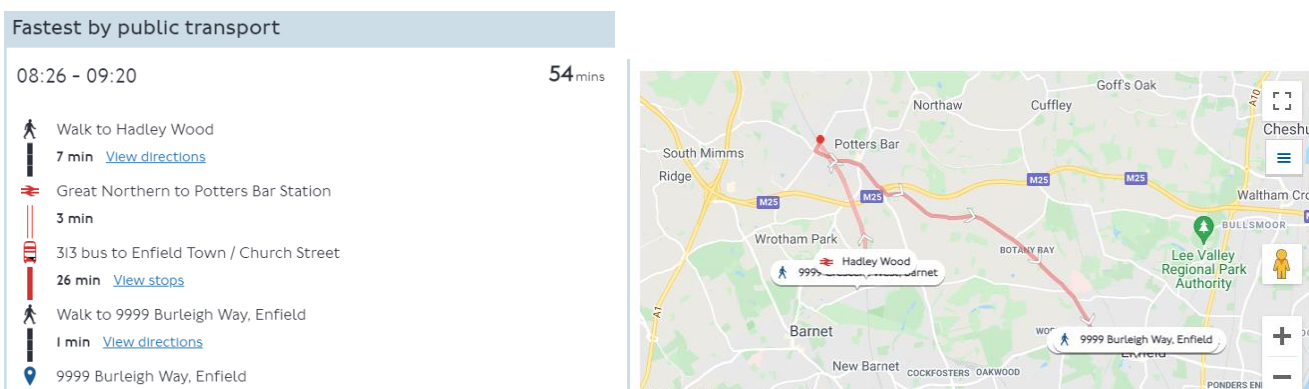 Fastest by public transport
08:26 - 09:20
54 mins
Walk to Hadley Wood
7 min View directions
Great Northern to Potters Bar Station
3 min
313 bus to Enfield Town / Church Street
26 min View stops
Walk to 9999 Burleigh Way, Enfield
1 min View directions
9999 Burleigh Way, Enfield
Goff's Oak
A10
Northaw
Cuffley
Cheshu
Potters Bar
South Mimms
Ridge
M25
M25
M25
M25
Waltham Cro
BULLSMOOR
Wrotham Park
BOTANY BAY
Lee Valley
Regional Park
Authority
Hadley Wood
9999
Barnet
A1
Barnet
9999 Burleigh Way, Enfield
New Barnet
COCKFOSTERS
OAKWOOD
PONDERS EN